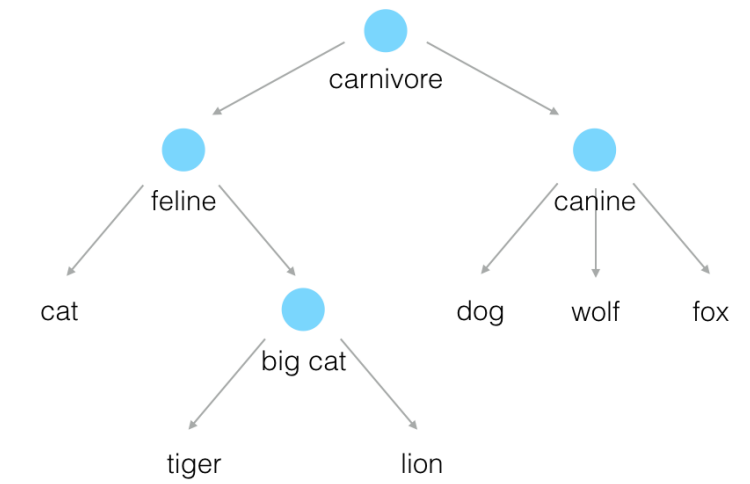 carnivore
feline
canine
cat
dog
wolf
fox
big cat
tiger
lion